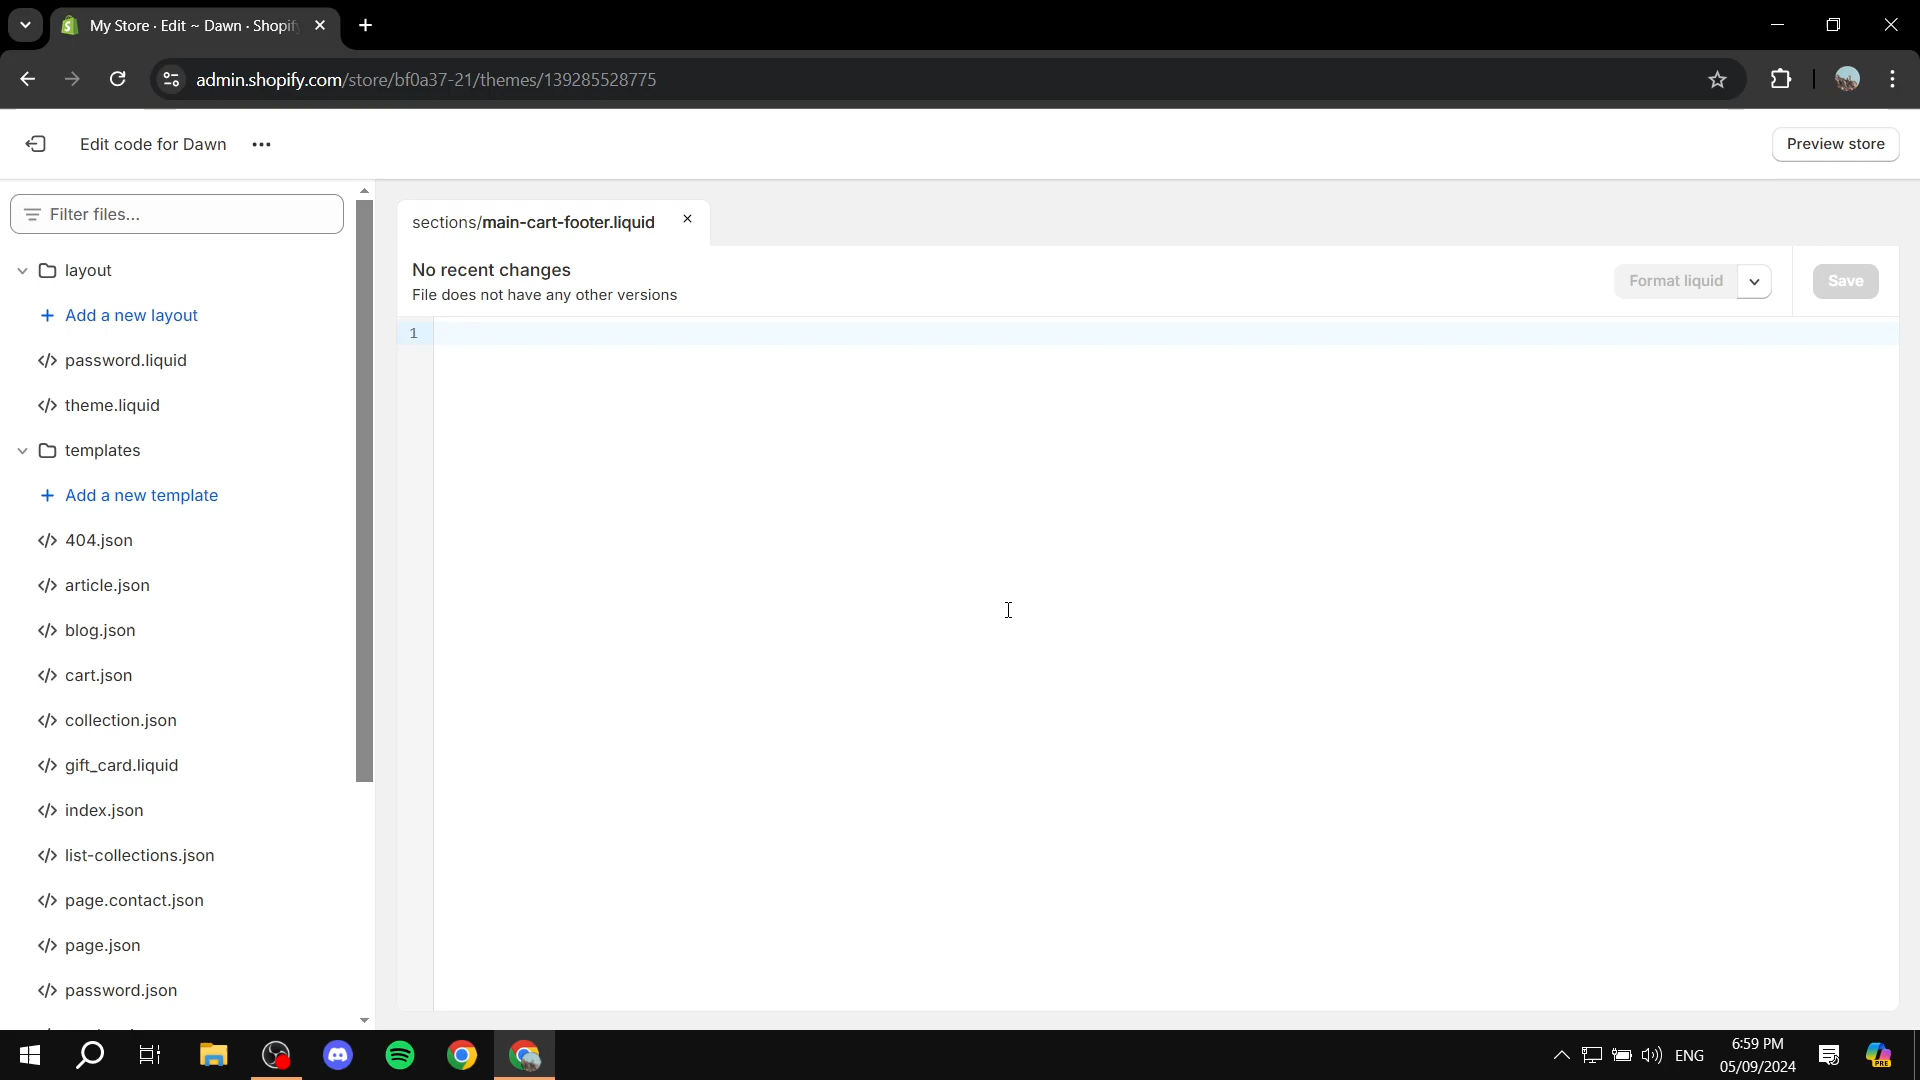 My Store · Edit ~ Dawn · Shopif
admin.shopify.com/store/bf0a37-21/themes/139285528775
Edit code for Dawn
Preview store
Filter files...
layout
Add a new layout
password.liquid
theme.liquid
templates
Add a new template
404.json
article.json
blog.json
cart.json
collection.json
gift_card.liquid
index.json
list-collections.json
page.contact.json
page.json
password.json
sections/main-cart-footer.liquid
No recent changes
File does not have any other versions
Format liquid
Save
1
ENG
6:59 PM
05/09/2024
PRE